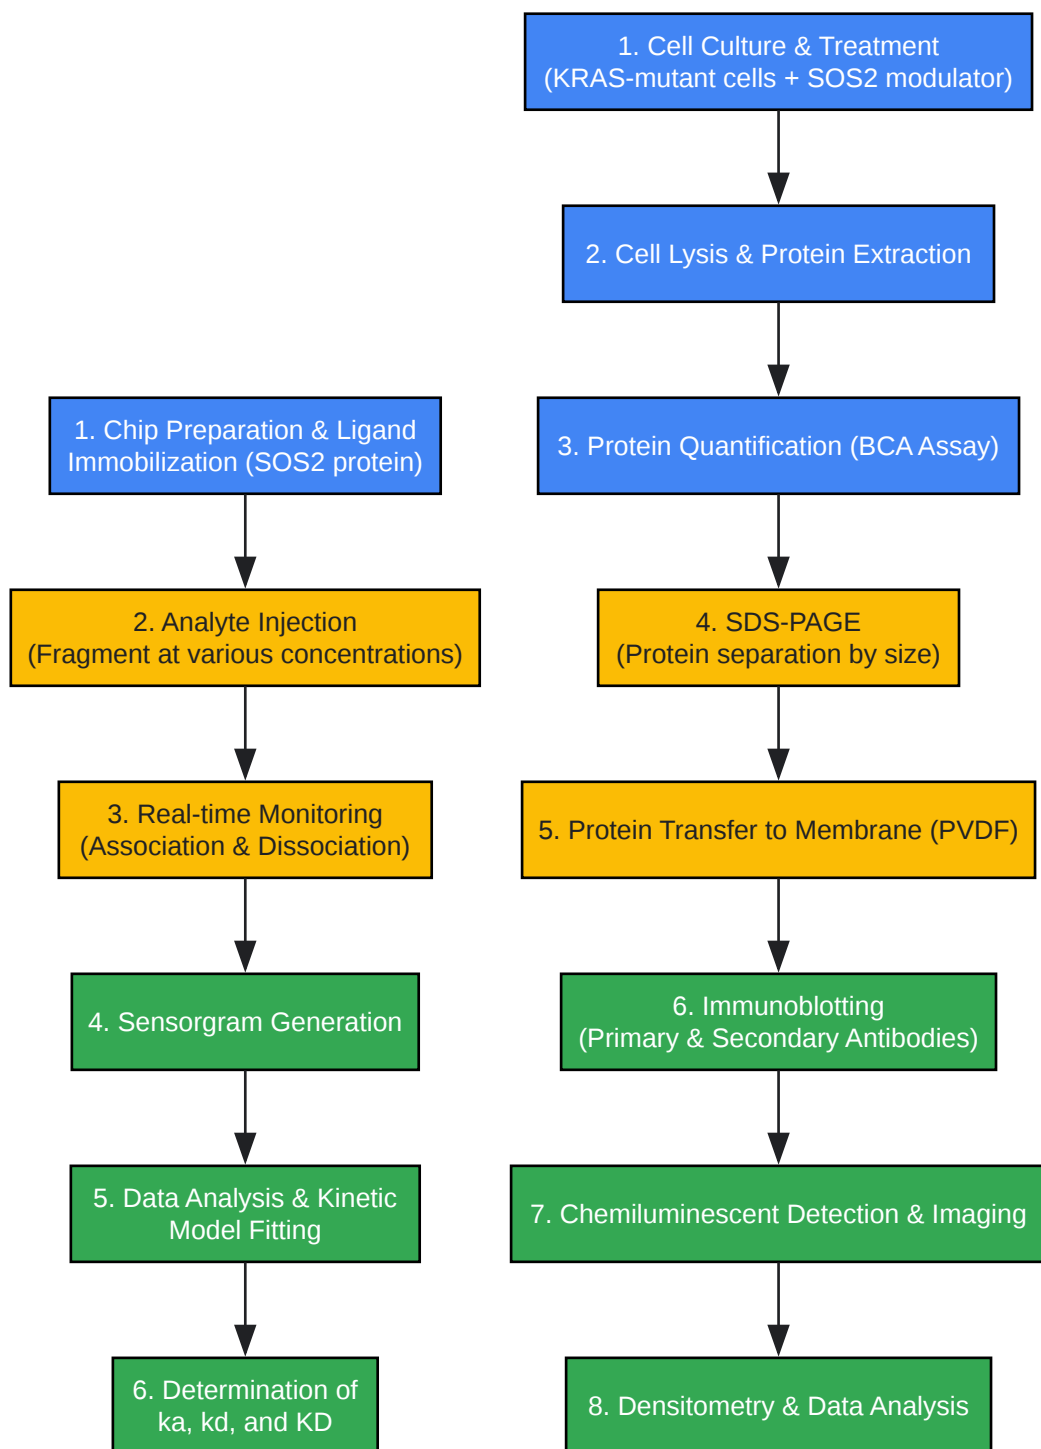 1. Chip Preparation & Ligand
Immobilization (SOS2 protein)
2. Analyte Injection
(Fragment at various concentrations)
3. Real-time Monitoring
(Association & Dissociation)
4. Sensorgram Generation
5. Data Analysis & Kinetic
Model Fitting
6. Determination of
ka, kd, and KD
1. Cell Culture & Treatment
(KRAS-mutant cells + SOS2 modulator)
2. Cell Lysis & Protein Extraction
3. Protein Quantification (BCA Assay)
4. SDS-PAGE
(Protein separation by size)
5. Protein Transfer to Membrane (PVDF)
6. Immunoblotting
(Primary & Secondary Antibodies)
7. Chemiluminescent Detection & Imaging
8. Densitometry & Data Analysis